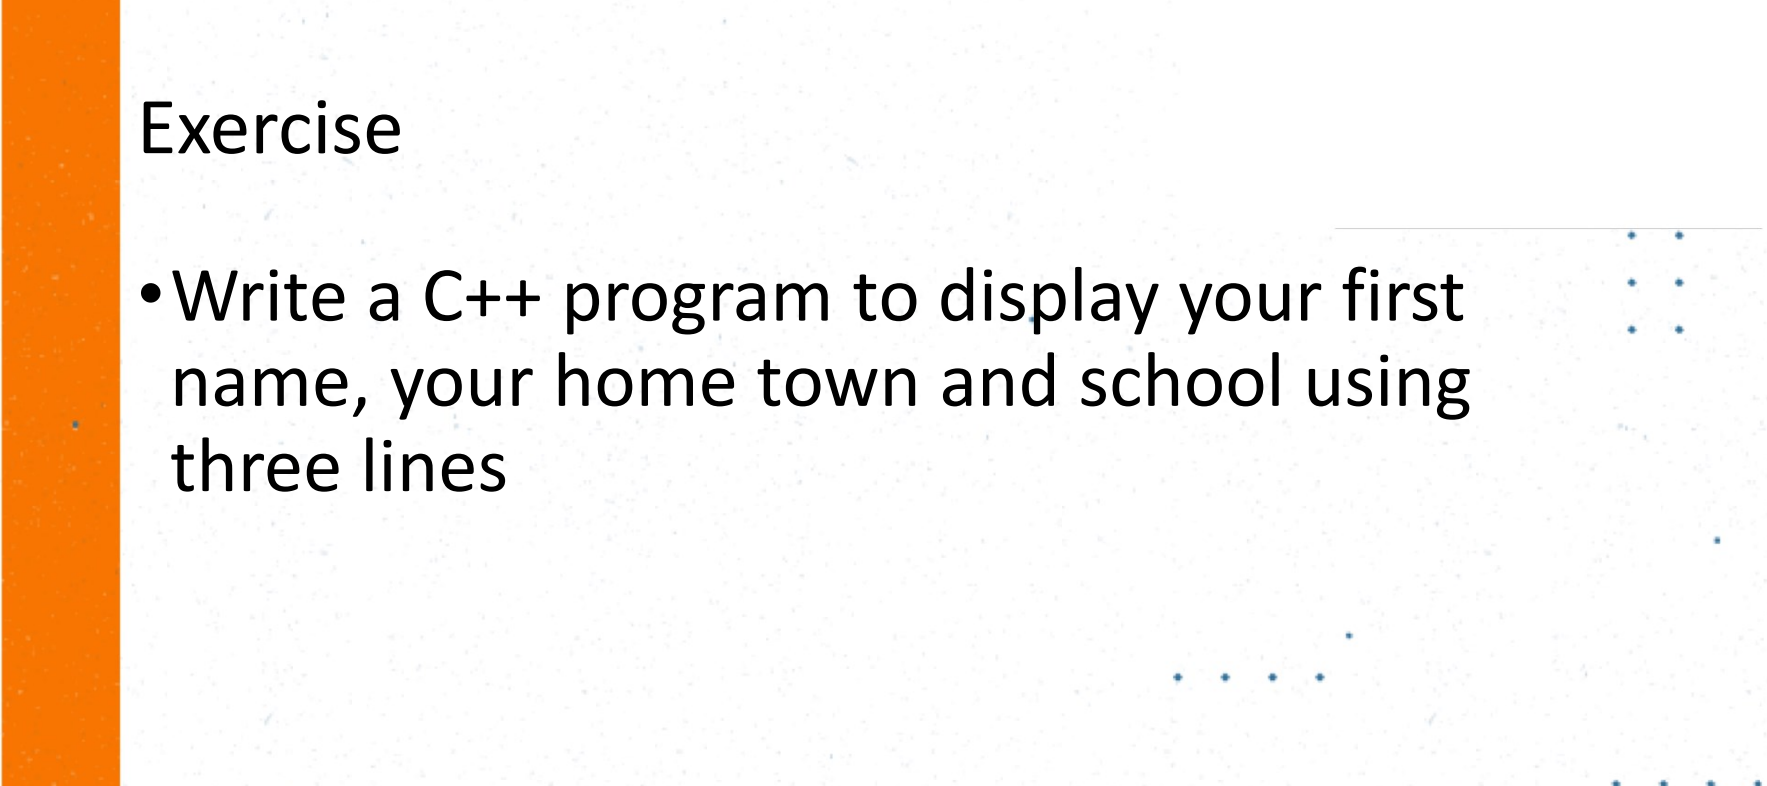 Exercise
•Write a C++ program to display your first
name, your home town and school using
three lines